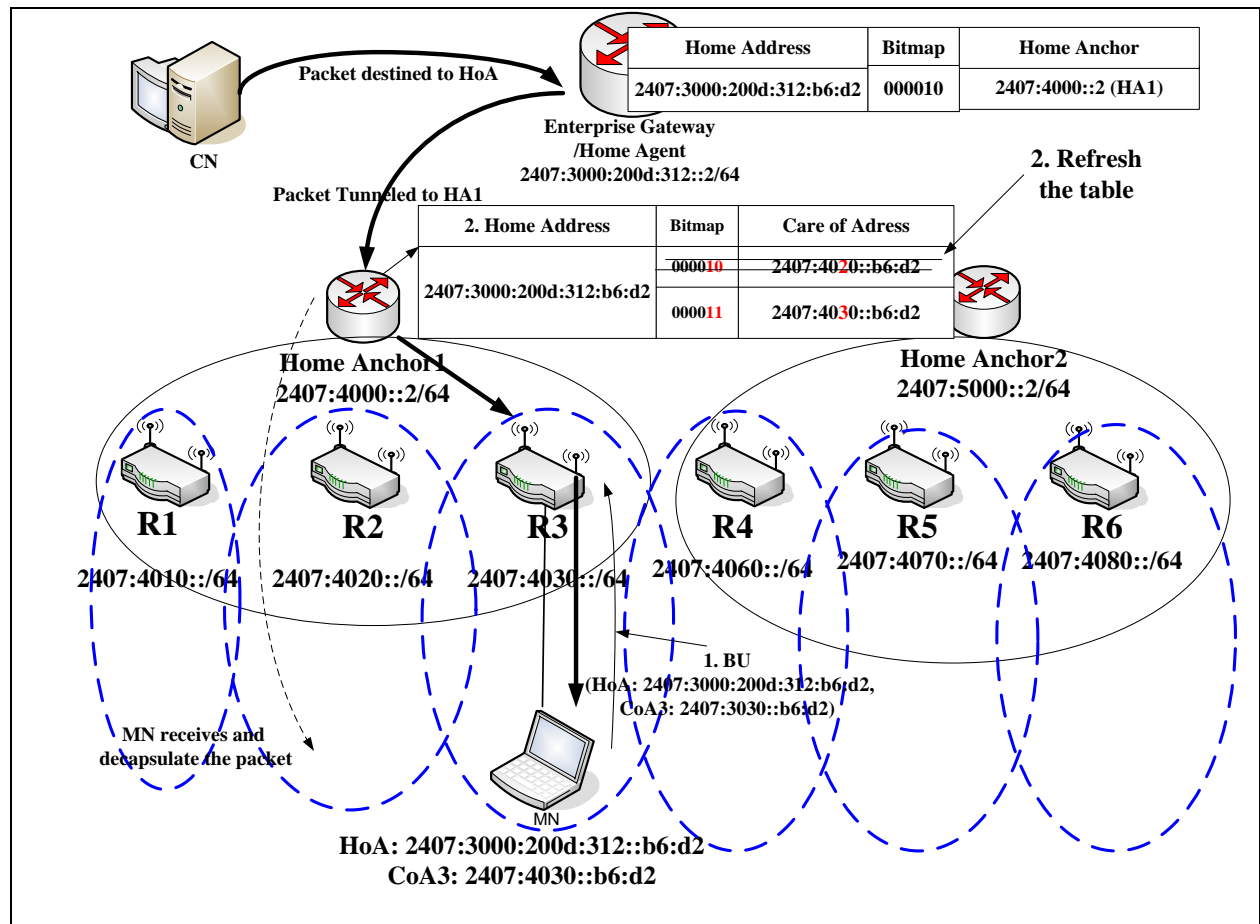 Home Address Bitmap Home Anchor
2407:3000:200d:312:b6:d2 000010 2407:4000::2 (HA1)
Packet destined to HoA
CN
Enterprise Gateway
/Home Agent
2407:3000:200d:312::2/64
2. Refresh
the table
Packet Tunneled to HA1
2. Home Address Bitmap Care of Adress
2407:3000:200d:312:b6:d2
000010 2407:4020::b6:d2
000011 2407:4030::b6:d2
Home Anchor1
2407:4000::2/64
Home Anchor2
2407:5000::2/64
R1
2407:4010::/64
R2
2407:4020::/64
R3
2407:4030::/64
R4
2407:4060::/64
R5
2407:4070::/64
R6
2407:4080::/64
1. BU
(HoA: 2407:3000:200d:312:b6:d2,
CoA3: 2407:3030::b6:d2)
MN receives and
decapsulate the packet
MN
HoA: 2407:3000:200d:312::b6:d2
CoA3: 2407:4030::b6:d2